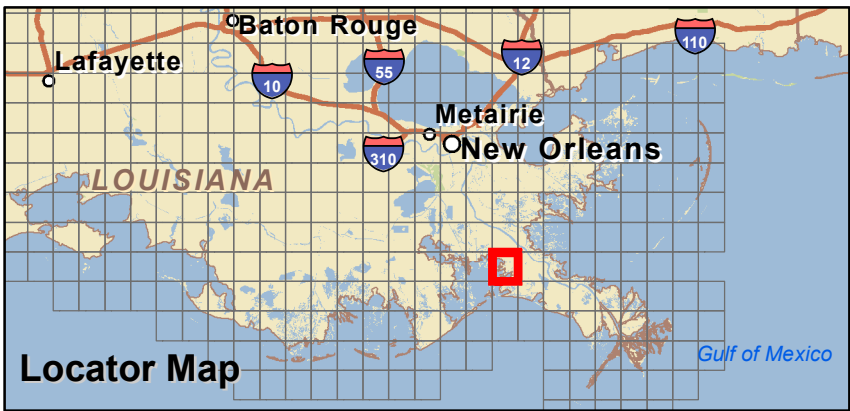 Baton Rouge
110
12
Lafayette
55
10
Metairie
New Orleans
310
LOUISIANA
Gulf of Mexico
Locator Map